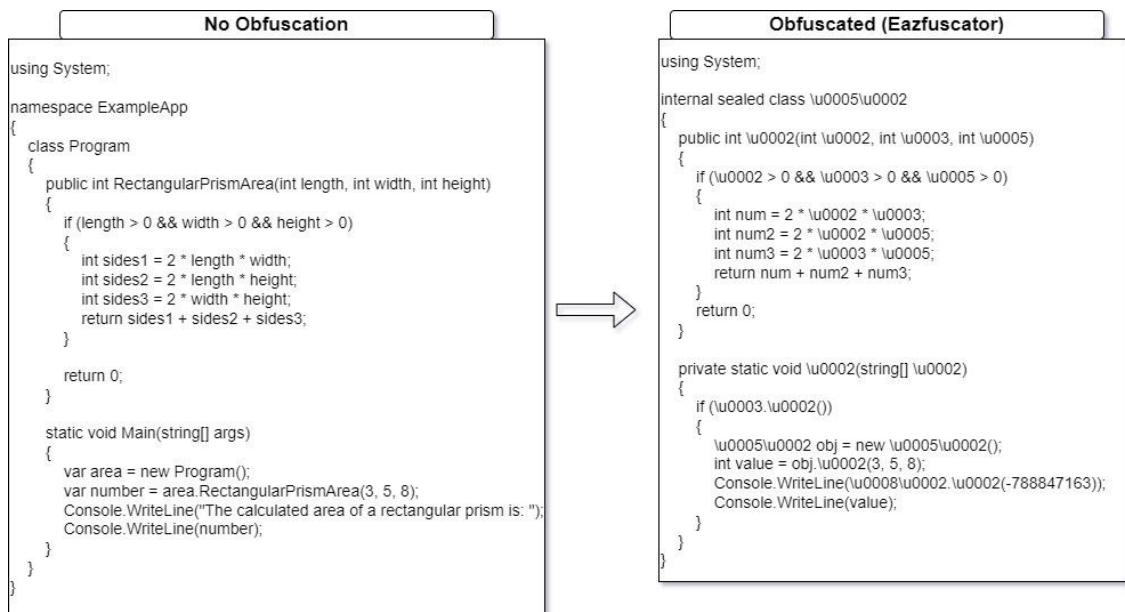 No Obfuscation
using System;
namespace ExampleApp
{
class Program
{
public int RectangularPrismArea(int length, int width, int height)
{
if (length > 0 && width > 0 && height > 0)
{
int sides1 = 2 * length * width;
int sides2 = 2 * length * height;
int sides3 = 2 * width * height;
return sides1 + sides2 + sides3;
}
return 0;
}
static void Main(string[] args)
{
var area = new Program();
var number = area.RectangularPrismArea(3, 5, 8);
Console.WriteLine("The calculated area of a rectangular prism is: ");
Console.WriteLine(number);
}
}
}
Obfuscated (Eazfuscator)
using System;
internal sealed class \u0005\u0002
{
public int \u0002(int \u0002, int \u0003, int \u0005)
{
if (\u0002 > 0 && \u0003 > 0 && \u0005 > 0)
{
int num = 2 * \u0002 * \u0003;
int num2 = 2 * \u0002 * \u0005;
int num3 = 2 * \u0003 * \u0005;
return num + num2 + num3;
}
return 0;
}
private static void \u0002(string[] \u0002)
{
if (\u0003.\u0002())
{
\u0005\u0002 obj = new \u0005\u0002();
int value = obj.\u0002(3, 5, 8);
Console.WriteLine(\u0008\u0002.\u0002(-788847163));
Console.WriteLine(value);
}
}
}